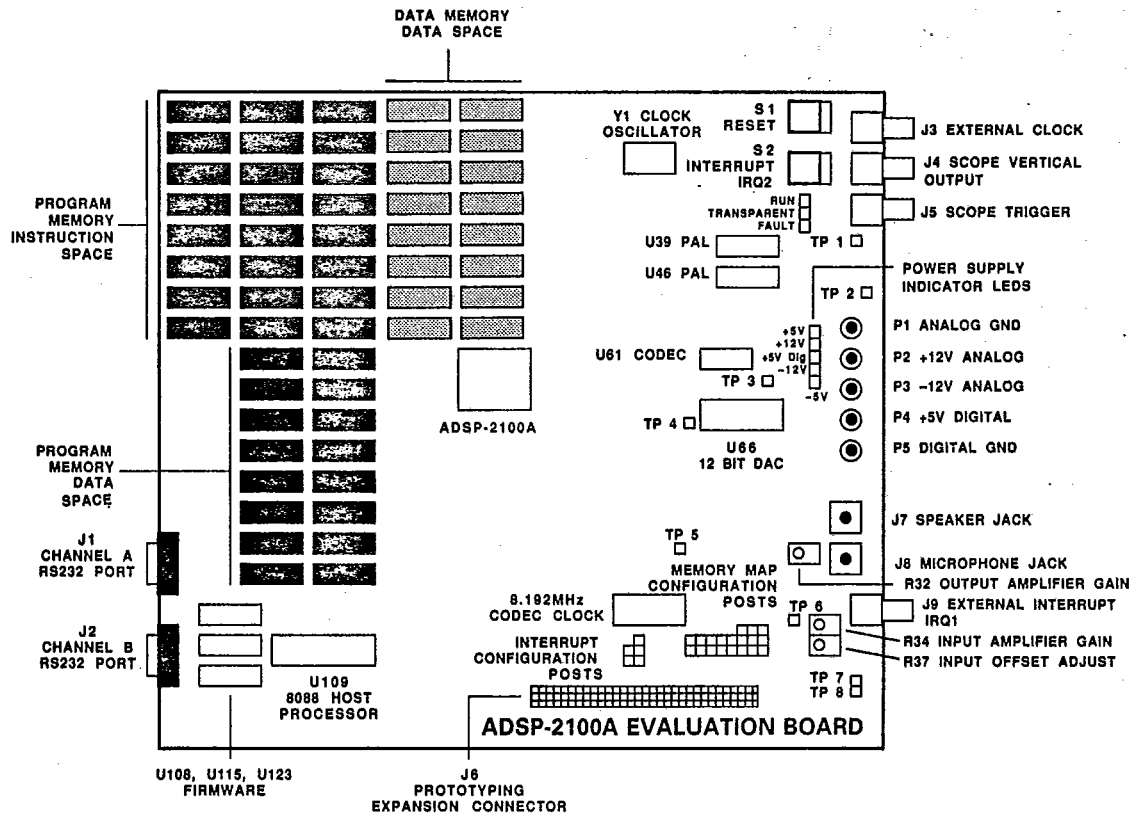 DATA MEMORY
DATA SPACE
Y1 CLOCK
OSCILLATOR
S1
RESET
S2
INTERRUPT
IRQ2
J3 EXTERNAL CLOCK
J4 SCOPE VERTICAL
OUTPUT
J5 SCOPE TRIGGER
RUN
TRANSPARENT
FAULT
TP 1
U39 PAL
U46 PAL
PROGRAM
MEMORY
INSTRUCTION
SPACE
POWER SUPPLY
INDICATOR LEDS
TP 2
+5V
+12V
+5V Dig
-12V
-5V
P1 ANALOG GND
P2 +12V ANALOG
P3 -12V ANALOG
P4 +5V DIGITAL
P5 DIGITAL GND
U61 CODEC
TP 3
TP 4
U66
12 BIT DAC
ADSP-2100A
PROGRAM
MEMORY
DATA
SPACE
J1
CHANNEL A
RS232 PORT
J2
CHANNEL B
RS232 PORT
J7 SPEAKER JACK
TP 5
J8 MICROPHONE JACK
MEMORY MAP
CONFIGURATION
POSTS
R32 OUTPUT AMPLIFIER GAIN
8.192MHz
CODEC CLOCK
TP 6
J9 EXTERNAL INTERRUPT
IRQ1
INTERRUPT
CONFIGURATION
POSTS
R34 INPUT AMPLIFIER GAIN
R37 INPUT OFFSET ADJUST
U109
8088 HOST
PROCESSOR
TP 7
TP 8
ADSP-2100A EVALUATION BOARD
U108, U115, U123
FIRMWARE
J6
PROTOTYPING
EXPANSION CONNECTOR